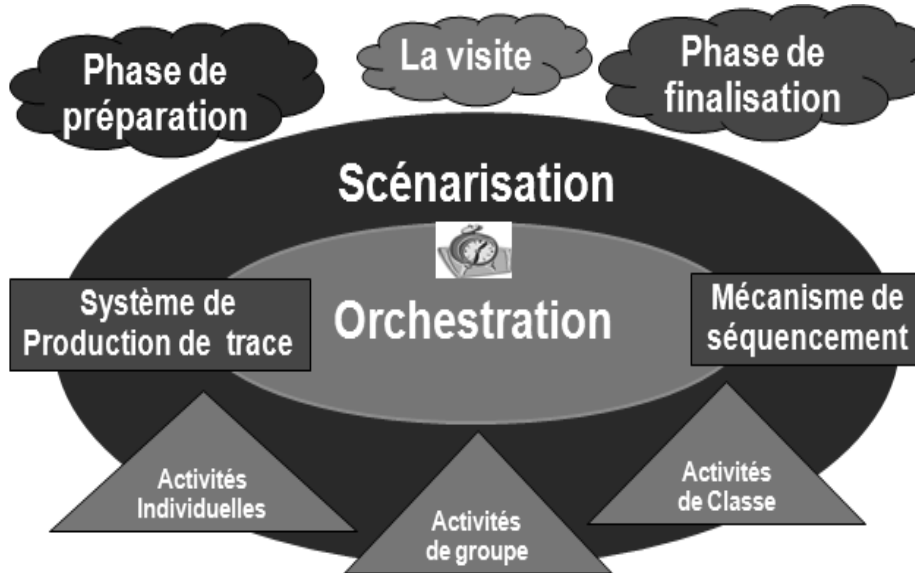 Phase de
préparation
La visite
Phase de
finalisation
Scénarisation
Orchestration
Système de
Production de trace
Mécanisme de
séquencement
Activités
Individuelles
Activités
de groupe
Activités
de Classe